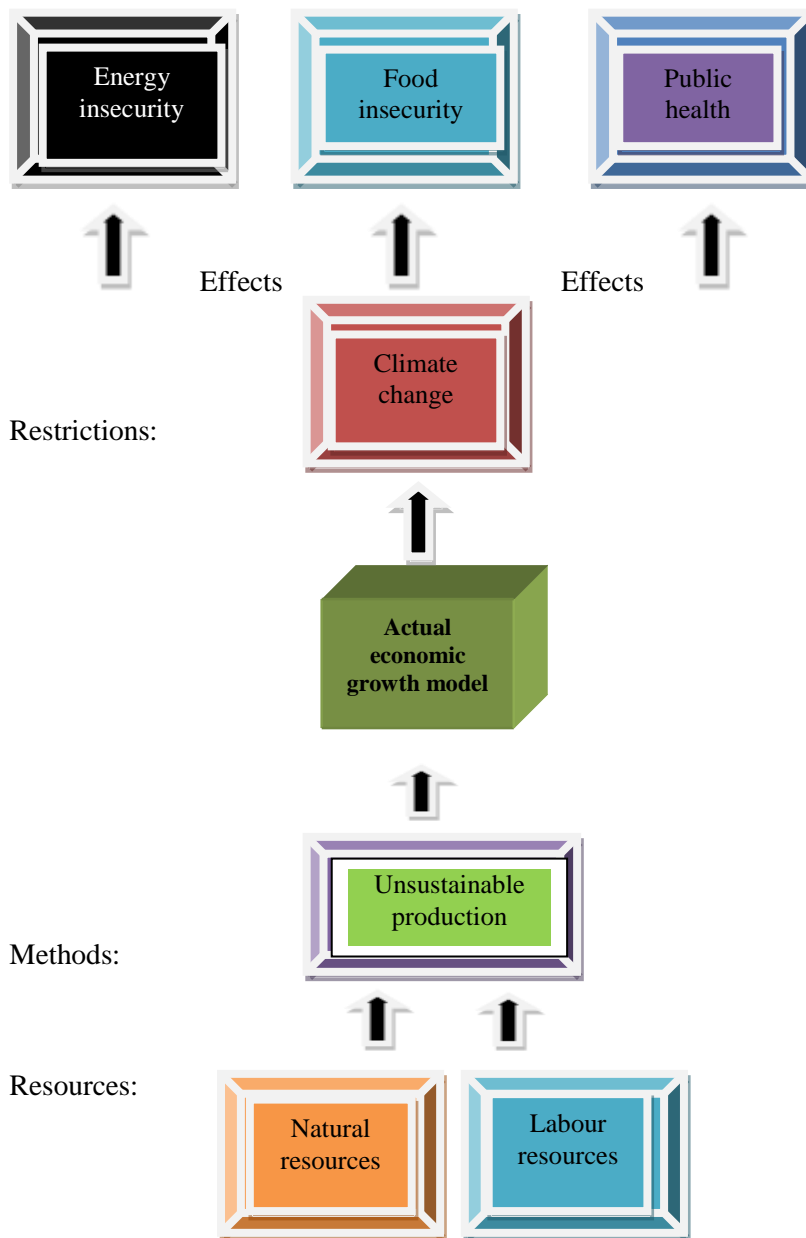 Energy
insecurity
Food
insecurity
Public
health
Effects
Effects
Climate
change
Restrictions:
Actual
economic
growth model
Unsustainable
production
Methods:
Resources:
Natural
resources
Labour
resources